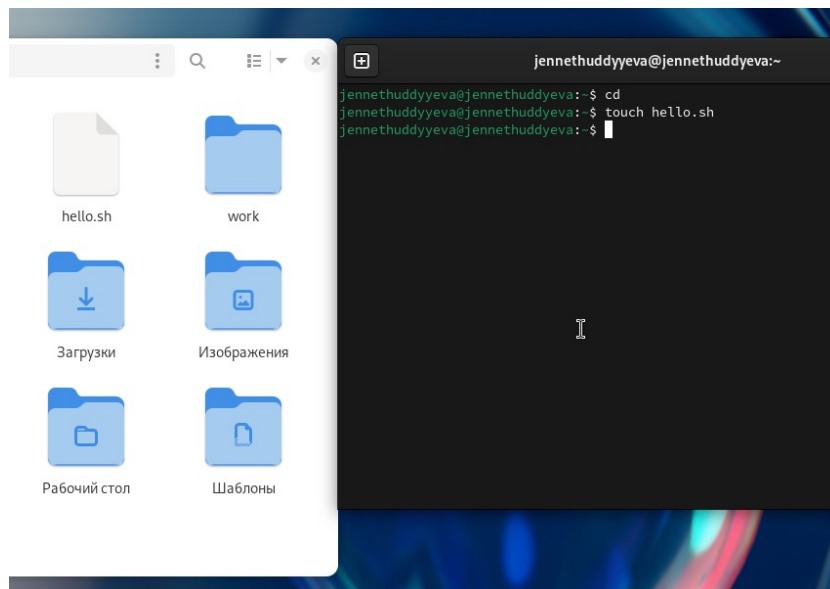 hello.sh
work
Загрузки
Изображения
Рабочий стол
Шаблоны
jennethuddyyeva@jennethuddyeva:~
jennethuddyyeva@jennethuddyeva:~$ cd
jennethuddyyeva@jennethuddyeva:~$ touch hello.sh
jennethuddyyeva@jennethuddyeva:~$